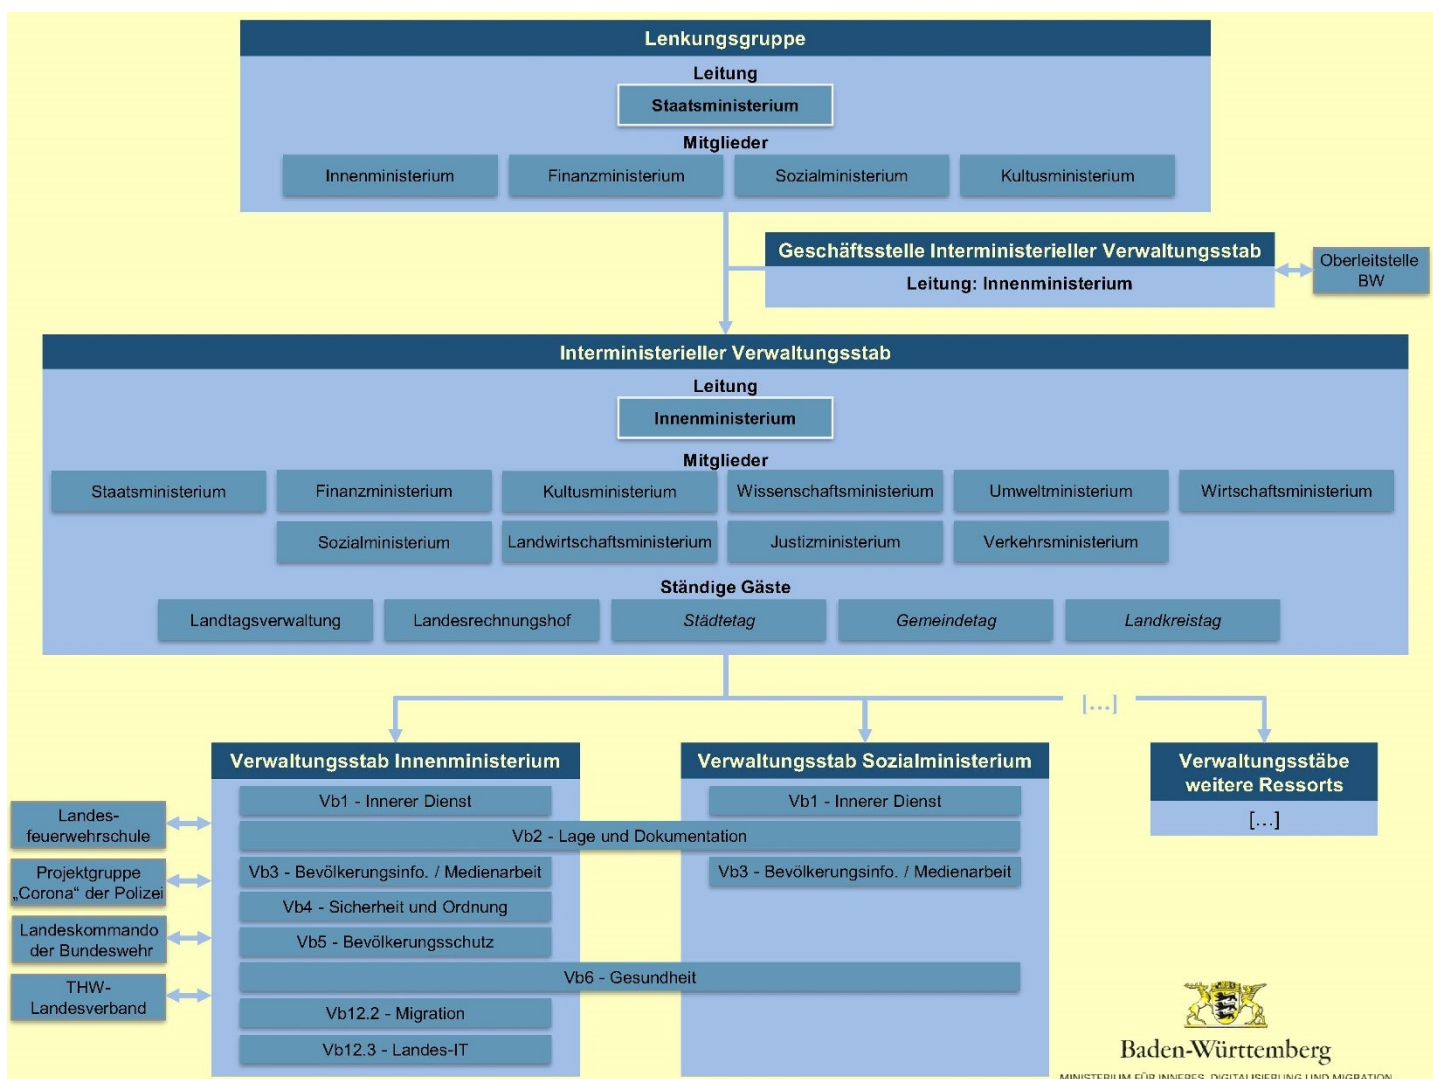 Lenkungsgruppe
Leitung
Staatsministerium
Mitglieder
Innenministerium
Finanzministerium
Sozialministerium
Kultusministerium
Geschäftsstelle Interministerieller Verwaltungsstab
Leitung: Innenministerium
Oberleitstelle
BW
Interministerieller Verwaltungsstab
Leitung
Innenministerium
Mitglieder
Staatsministerium
Finanzministerium
Kultusministerium
Wissenschaftsministerium
Umweltministerium
Wirtschaftsministerium
Sozialministerium
Landwirtschaftsministerium
Justizministerium
Verkehrsministerium
Ständige Gäste
Landtagsverwaltung
Landesrechnungshof
Städtetag
Gemeindetag
Landkreistag
[...]
Verwaltungsstab Innenministerium
Verwaltungsstab Sozialministerium
Verwaltungsstäbe
weitere Ressorts
[...]
Vb1 - Innerer Dienst
Vb1 - Innerer Dienst
Vb2 - Lage und Dokumentation
Vb3 - Bevölkerungsinfo. / Medienarbeit
Vb3 - Bevölkerungsinfo. / Medienarbeit
Vb4 - Sicherheit und Ordnung
Vb5 - Bevölkerungsschutz
Vb6 - Gesundheit
Vb12.2 - Migration
Vb12.3 - Landes-IT
Landes-
feuerwehrschule
Projektgruppe
„Corona“ der Polizei
Landeskommando
der Bundeswehr
THW-
Landesverband
Baden-Württemberg
MINISTERIUM FÜR INNERES, DIGITALISIERUNG UND MIGRATION